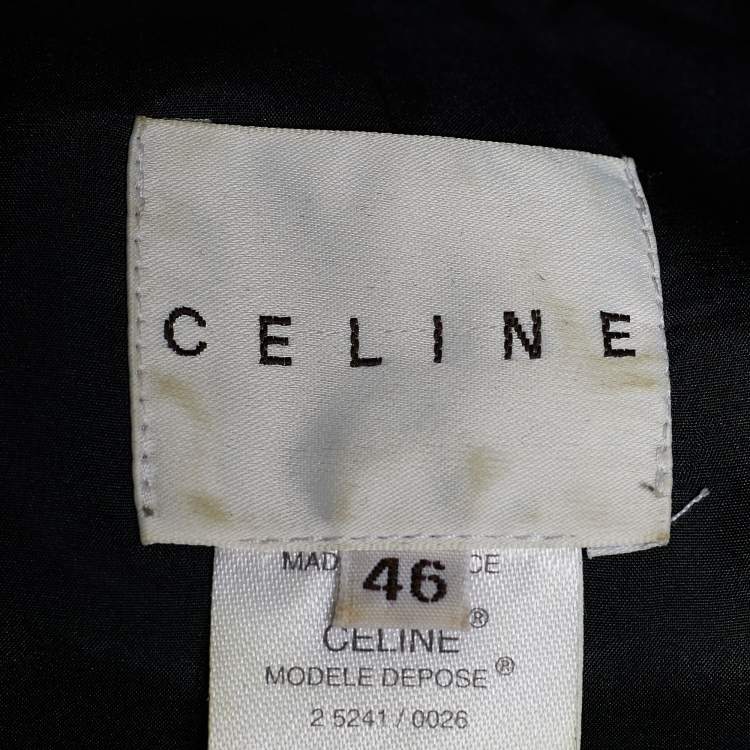 CELINE
46
CELINE®
MODELE DEPOSE®
2 5241 / 0026